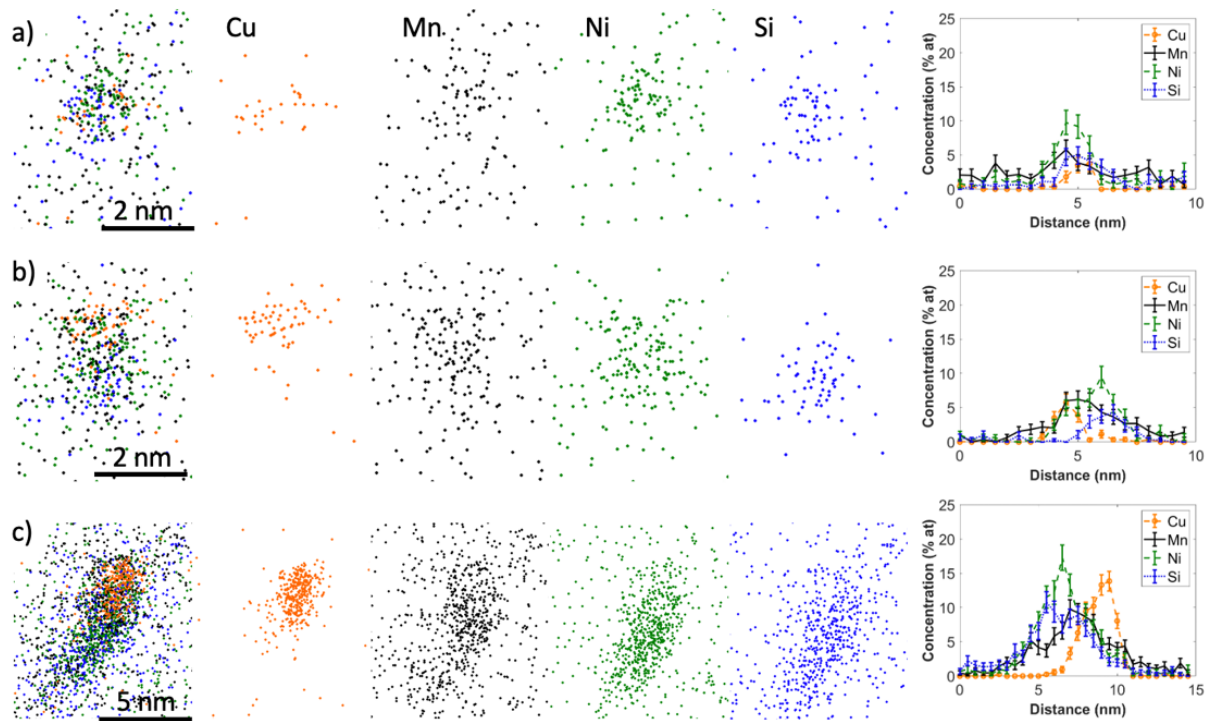 a) Cu Mn Ni Si
2 nm
25
20
15
10
5
0
Concentration (% at)
0 5 10
Distance (nm)
Cu
Mn
Ni
Si
b)
2 nm
25
20
15
10
5
0
Concentration (% at)
0 5 10
Distance (nm)
Cu
Mn
Ni
Si
c)
5 nm
25
20
15
10
5
0
Concentration (% at)
0 5 10 15
Distance (nm)
Cu
Mn
Ni
Si